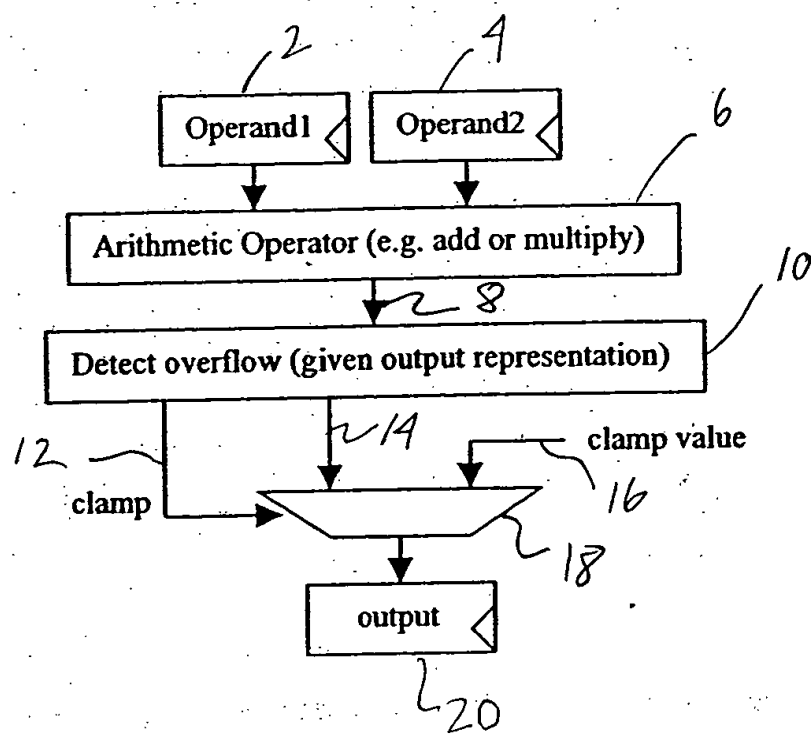 2
4
Operand1
Operand2
6
Arithmetic Operator (e.g. add or multiply)
8
10
Detect overflow (given output representation)
12
14
clamp value
16
clamp
18
output
20